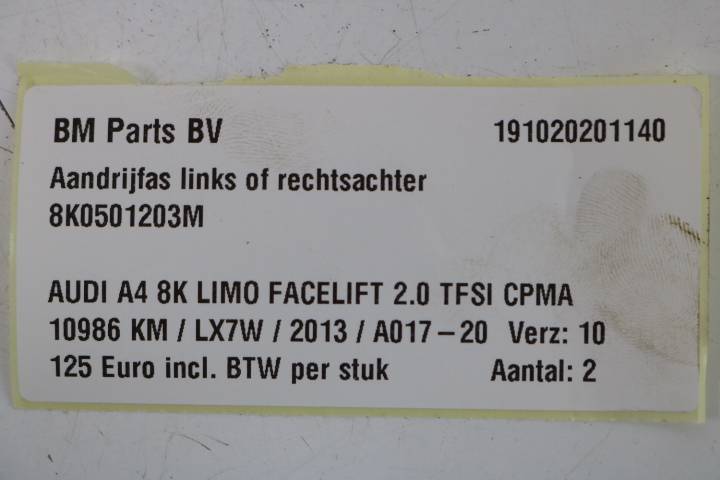 BM Parts BV 191020201140
Aandrijfas links of rechtsachter
8K0501203M
AUDI A4 8K LIMO FACELIFT 2.0 TFSI CPMA
10986 KM / LX7W / 2013 / A017-20 Verz: 10
125 Euro incl. BTW per stuk Aantal: 2